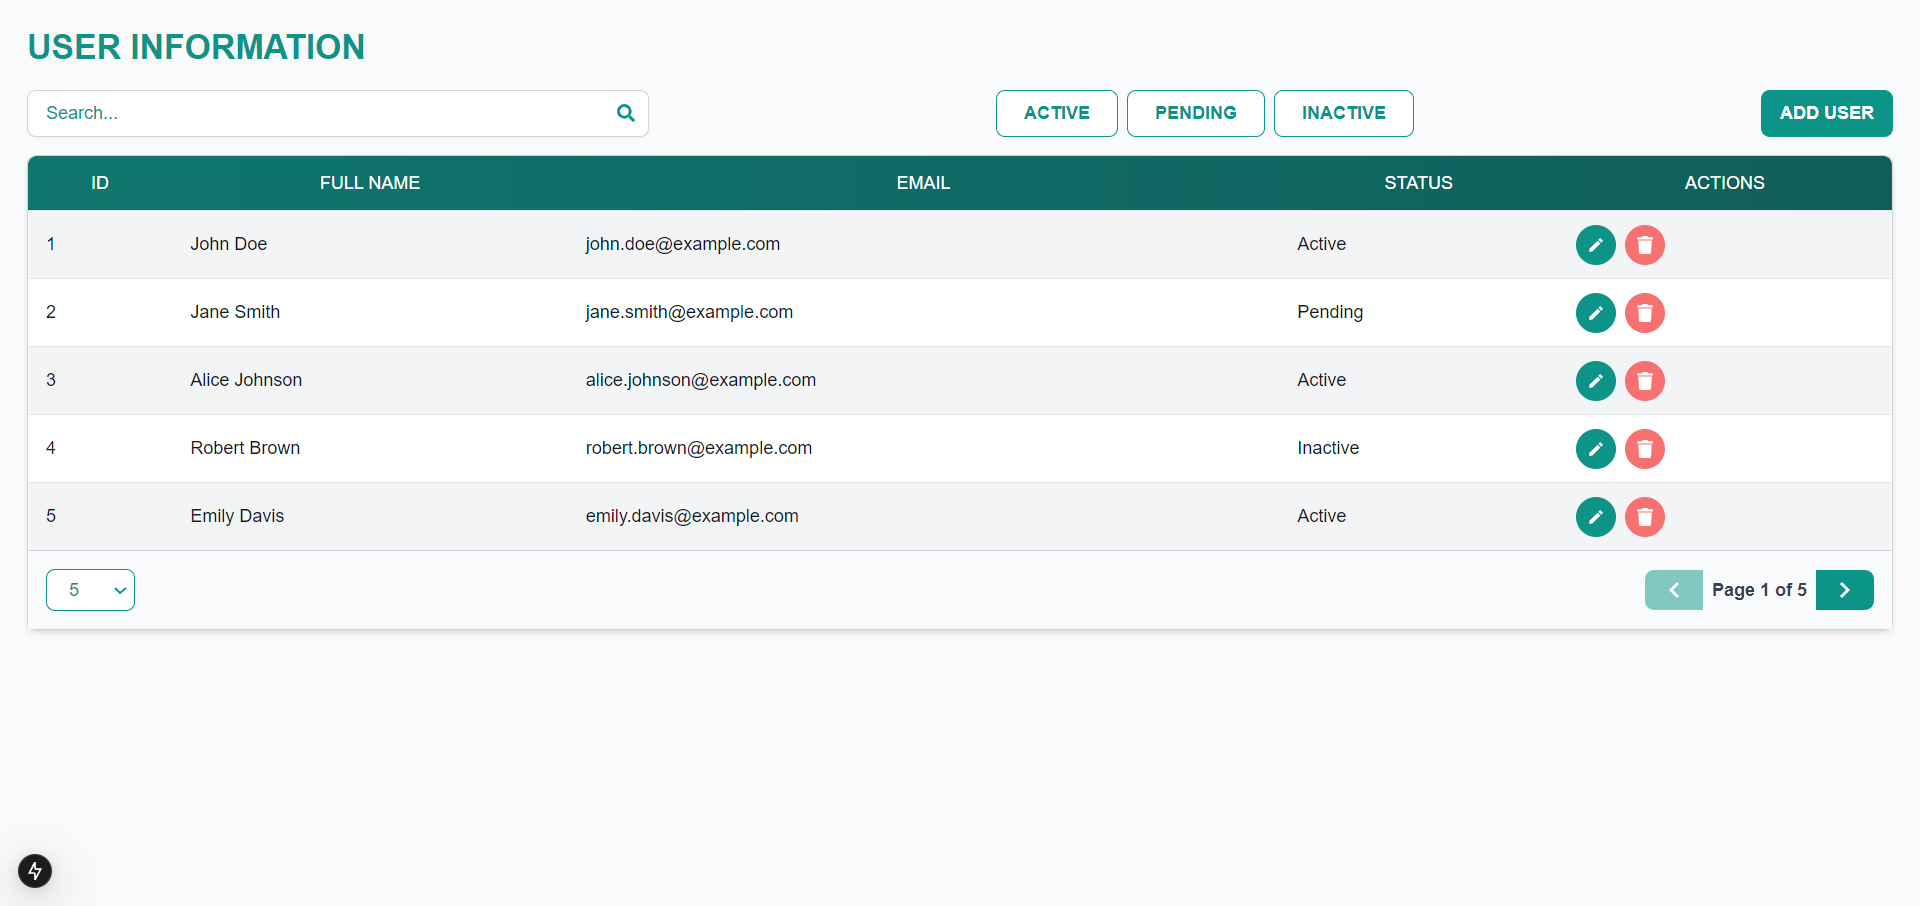 USER INFORMATION
Search... ACTIVE PENDING INACTIVE ADD USER
ID FULL NAME EMAIL STATUS ACTIONS
1 John Doe john.doe@example.com Active
2 Jane Smith jane.smith@example.com Pending
3 Alice Johnson alice.johnson@example.com Active
4 Robert Brown robert.brown@example.com Inactive
5 Emily Davis emily.davis@example.com Active
5 Page 1 of 5